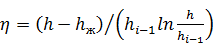 η = (h − hж)/(hi−1 ln h/hi−1)